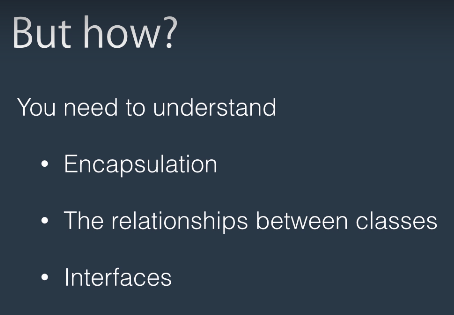 But how?
You need to understand
• Encapsulation
• The relationships between classes
• Interfaces